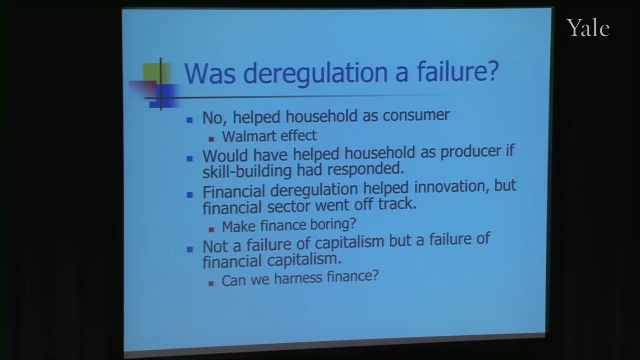 Yale
Was deregulation a failure?
No, helped household as consumer
Walmart effect
Would have helped household as producer if
skill-building had responded.
Financial deregulation helped innovation, but
financial sector went off track.
Make finance boring?
Not a failure of capitalism but a failure of
financial capitalism.
Can we harness finance?